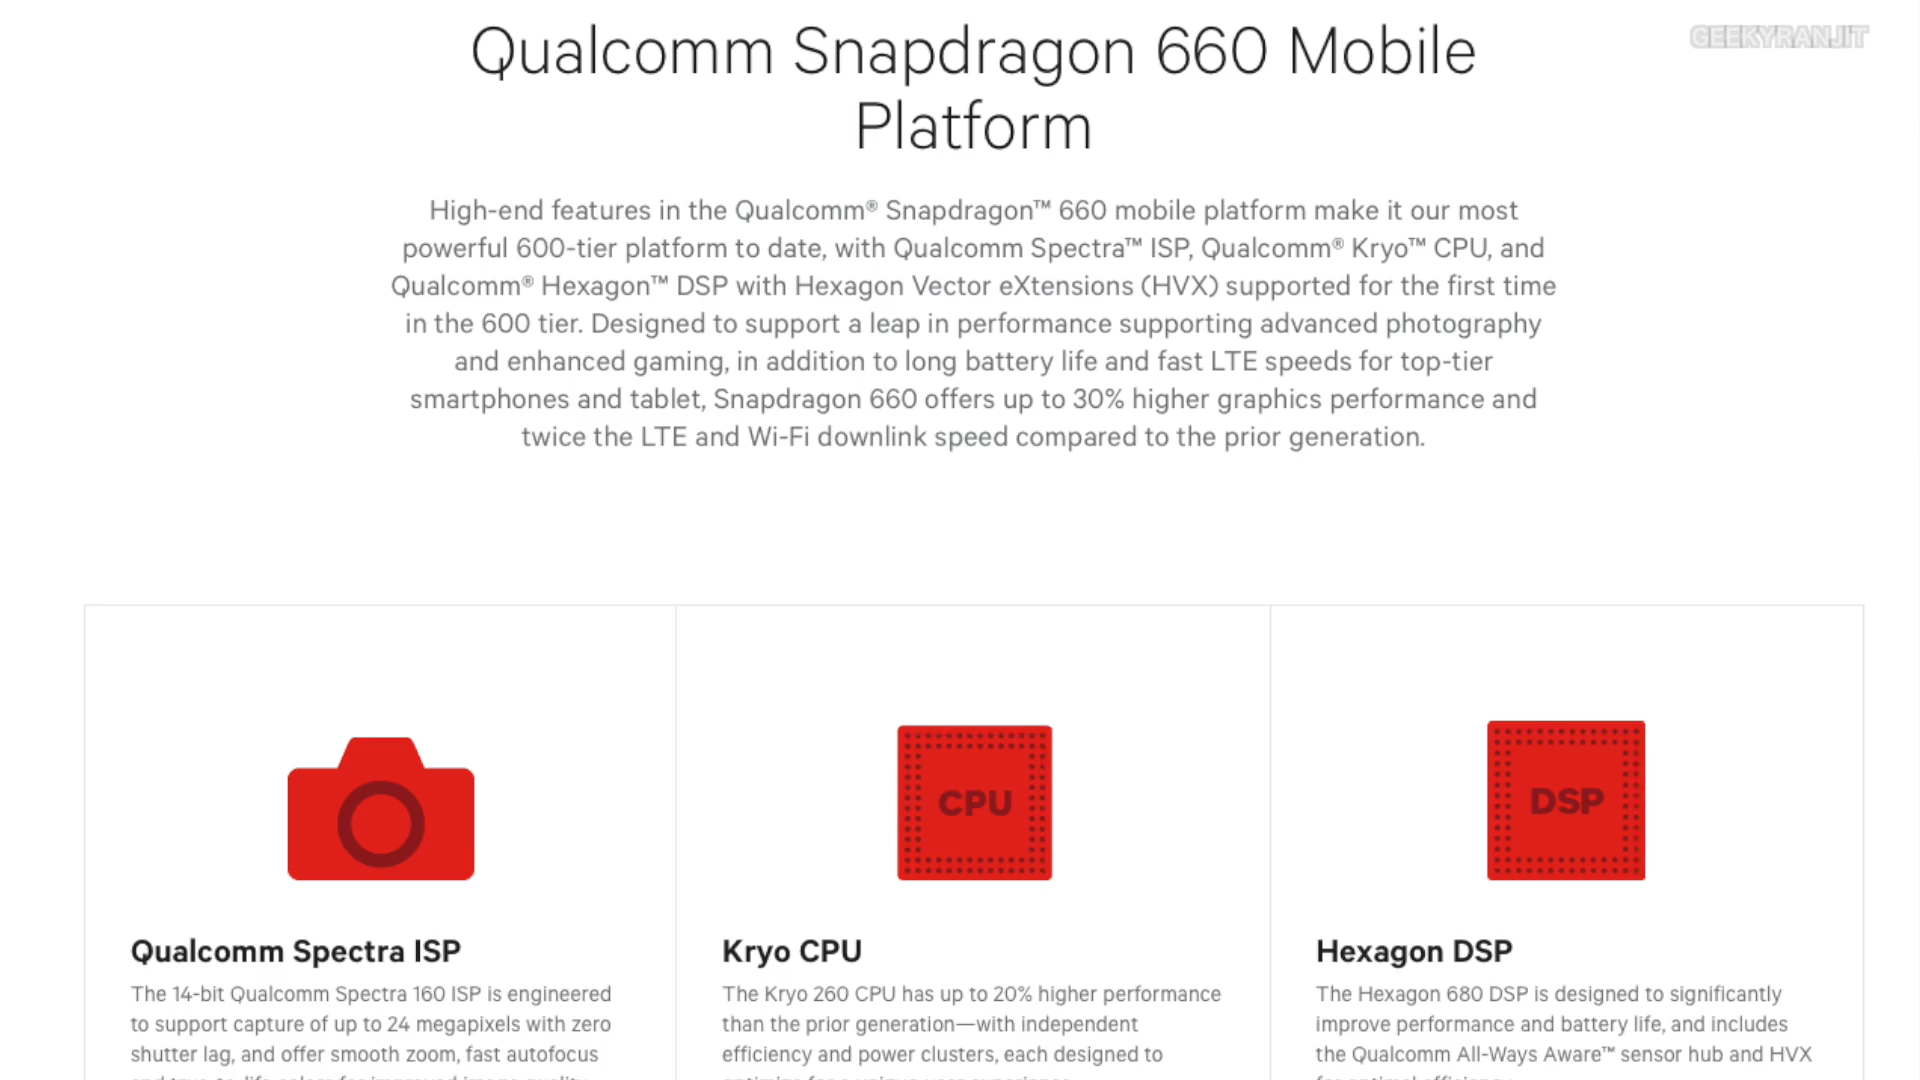 Qualcomm Snapdragon 660 Mobile
Platform
GEEKYRANJIT
High-end features in the Qualcomm® Snapdragon™ 660 mobile platform make it our most
powerful 600-tier platform to date, with Qualcomm Spectra™ ISP, Qualcomm® Kryo™ CPU, and
Qualcomm® Hexagon™ DSP with Hexagon Vector eXtensions (HVX) supported for the first time
in the 600 tier. Designed to support a leap in performance supporting advanced photography
and enhanced gaming, in addition to long battery life and fast LTE speeds for top-tier
smartphones and tablet, Snapdragon 660 offers up to 30% higher graphics performance and
twice the LTE and Wi-Fi downlink speed compared to the prior generation.
CPU
DSP
Qualcomm Spectra ISP
The 14-bit Qualcomm Spectra 160 ISP is engineered
to support capture of up to 24 megapixels with zero
shutter lag, and offer smooth zoom, fast autofocus
Kryo CPU
The Kryo 260 CPU has up to 20% higher performance
than the prior generation—with independent
efficiency and power clusters, each designed to
Hexagon DSP
The Hexagon 680 DSP is designed to significantly
improve performance and battery life, and includes
the Qualcomm All-Ways Aware™ sensor hub and HVX